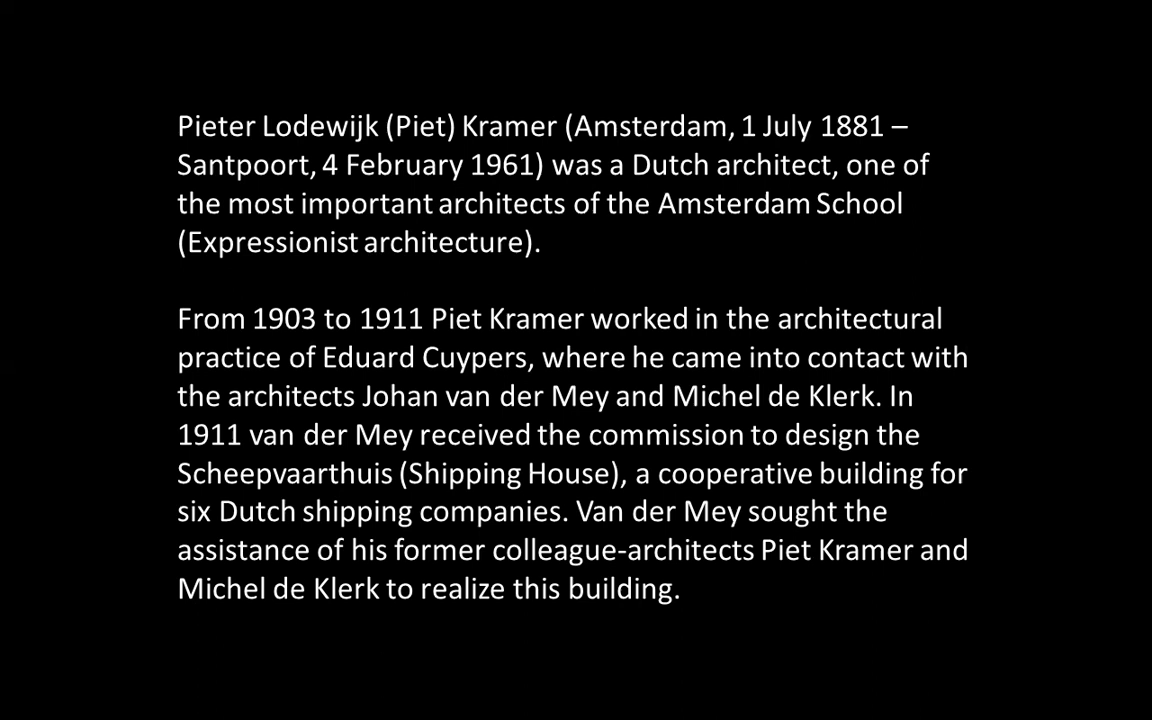 Pieter Lodewijk (Piet) Kramer (Amsterdam, 1 July 1881 –
Santpoort, 4 February 1961) was a Dutch architect, one of
the most important architects of the Amsterdam School
(Expressionist architecture).
From 1903 to 1911 Piet Kramer worked in the architectural
practice of Eduard Cuypers, where he came into contact with
the architects Johan van der Mey and Michel de Klerk. In
1911 van der Mey received the commission to design the
Scheepvaarthuis (Shipping House), a cooperative building for
six Dutch shipping companies. Van der Mey sought the
assistance of his former colleague-architects Piet Kramer and
Michel de Klerk to realize this building.